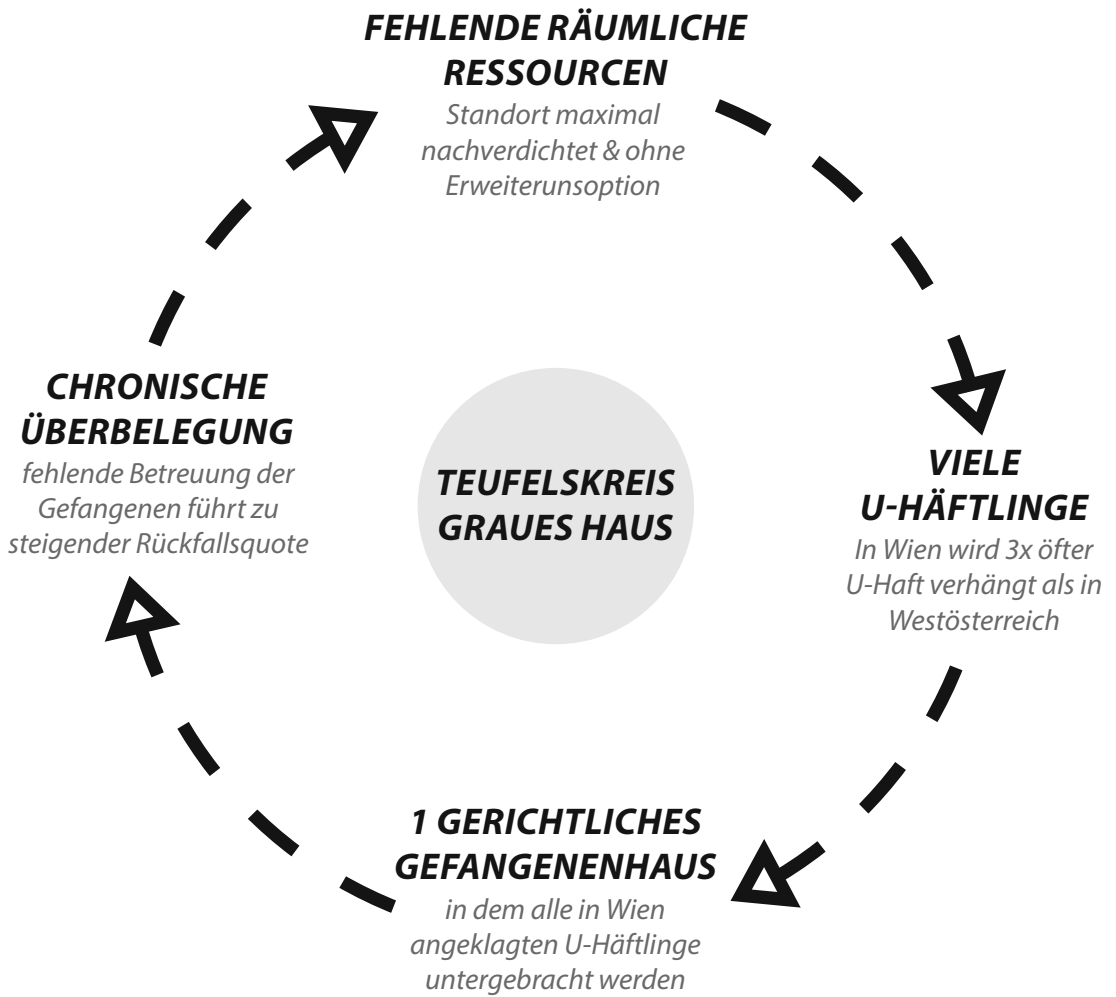 FEHLENDE RÄUMLICHE
RESSOURCEN
Standort maximal
nachverdichtet & ohne
Erweiterunsoption
VIELE
U-HÄFTLINGE
In Wien wird 3x öfter
U-Haft verhängt als in
Westösterreich
1 GERICHTLICHES
GEFANGENENHAUS
in dem alle in Wien
angeklagten U-Häftlinge
untergebracht werden
CHRONISCHE
ÜBERBELEGUNG
fehlende Betreuung der
Gefangenen führt zu
steigender Rückfallsquote
TEUFELSKREIS
GRAUES HAUS